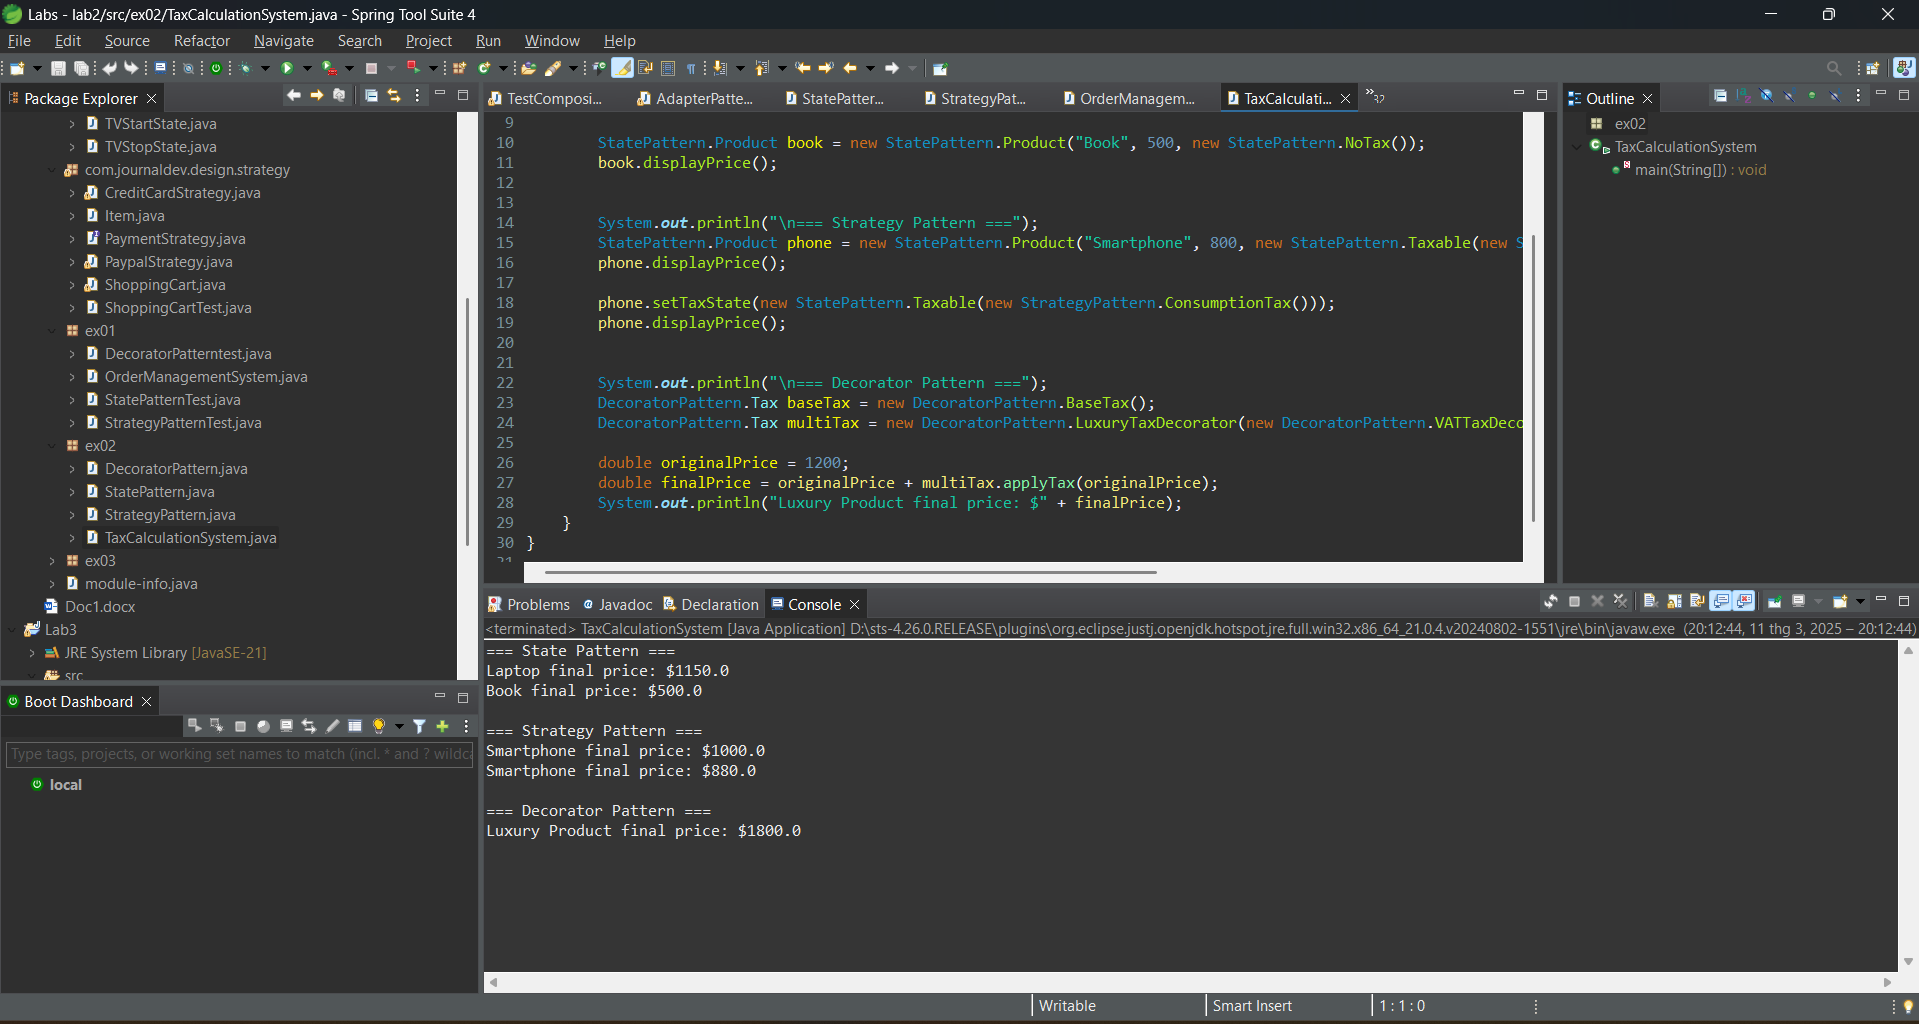 Labs - lab2/src/ex02/TaxCalculationSystem.java - Spring Tool Suite 4
File Edit Source Refactor Navigate Search Project Run Window Help
Package Explorer
TVStartState.java
TVStopState.java
com.journaldev.design.strategy
CreditCardStrategy.java
Item.java
PaymentStrategy.java
PaypalStrategy.java
ShoppingCart.java
ShoppingCartTest.java
ex01
DecoratorPatterntest.java
OrderManagementSystem.java
StatePatternTest.java
StrategyPatternTest.java
ex02
DecoratorPattern.java
StatePattern.java
StrategyPattern.java
TaxCalculationSystem.java
ex03
module-info.java
Doc1.docx
Lab3
JRE System Library [JavaSE-21]
src
Boot Dashboard
Type tags, projects, or working set names to match (incl. * and ? wildca
local
TestComposi... AdapterPatte... StatePatter... StrategyPat... OrderManagem... TaxCalculati... »32
9
10 StatePattern.Product book = new StatePattern.Product("Book", 500, new StatePattern.NoTax());
11 book.displayPrice();
12
13
14 System.out.println("\n=== Strategy Pattern ===");
15 StatePattern.Product phone = new StatePattern.Product("Smartphone", 800, new StatePattern.Taxable(new S
16 phone.displayPrice();
17
18 phone.setTaxState(new StatePattern.Taxable(new StrategyPattern.ConsumptionTax()));
19 phone.displayPrice();
20
21
22 System.out.println("\n=== Decorator Pattern ===");
23 DecoratorPattern.Tax baseTax = new DecoratorPattern.BaseTax();
24 DecoratorPattern.Tax multiTax = new DecoratorPattern.LuxuryTaxDecorator(new DecoratorPattern.VATTaxDeco
25
26 double originalPrice = 1200;
27 double finalPrice = originalPrice + multiTax.applyTax(originalPrice);
28 System.out.println("Luxury Product final price: $" + finalPrice);
29 }
30 }
31
Outline
ex02
TaxCalculationSystem
main(String[]) : void
Problems Javadoc Declaration Console
<terminated> TaxCalculationSystem [Java Application] D:\sts-4.26.0.RELEASE\plugins\org.eclipse.justj.openjdk.hotspot.jre.full.win32.x86_64_21.0.4.v20240802-1551\jre\bin\javaw.exe (20:12:44, 11 thg 3, 2025 – 20:12:44)
=== State Pattern ===
Laptop final price: $1150.0
Book final price: $500.0
=== Strategy Pattern ===
Smartphone final price: $1000.0
Smartphone final price: $880.0
=== Decorator Pattern ===
Luxury Product final price: $1800.0
Writable Smart Insert 1 : 1 : 0